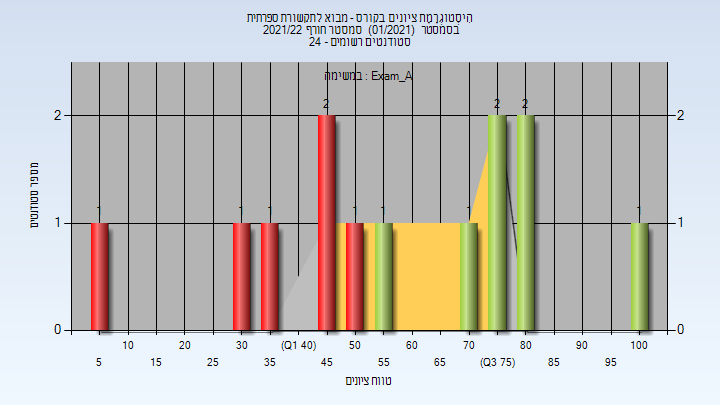 היסטוגרמת ציונים בקורס - מבוא לתקשורת ספרתית
בסמסטר (01/2021) סמסטר חורף 2021/22
סטודנטים רשומים - 24
במשימה : Exam_A
מספר סטודנטים
2 2
1 1
0 0
2 2 2
1 1 1 1 1 1 1
10 20 30 (Q1 40) 50 60 70 80 90 100
5 15 25 35 45 55 65 (Q3 75) 85 95
טווח ציונים